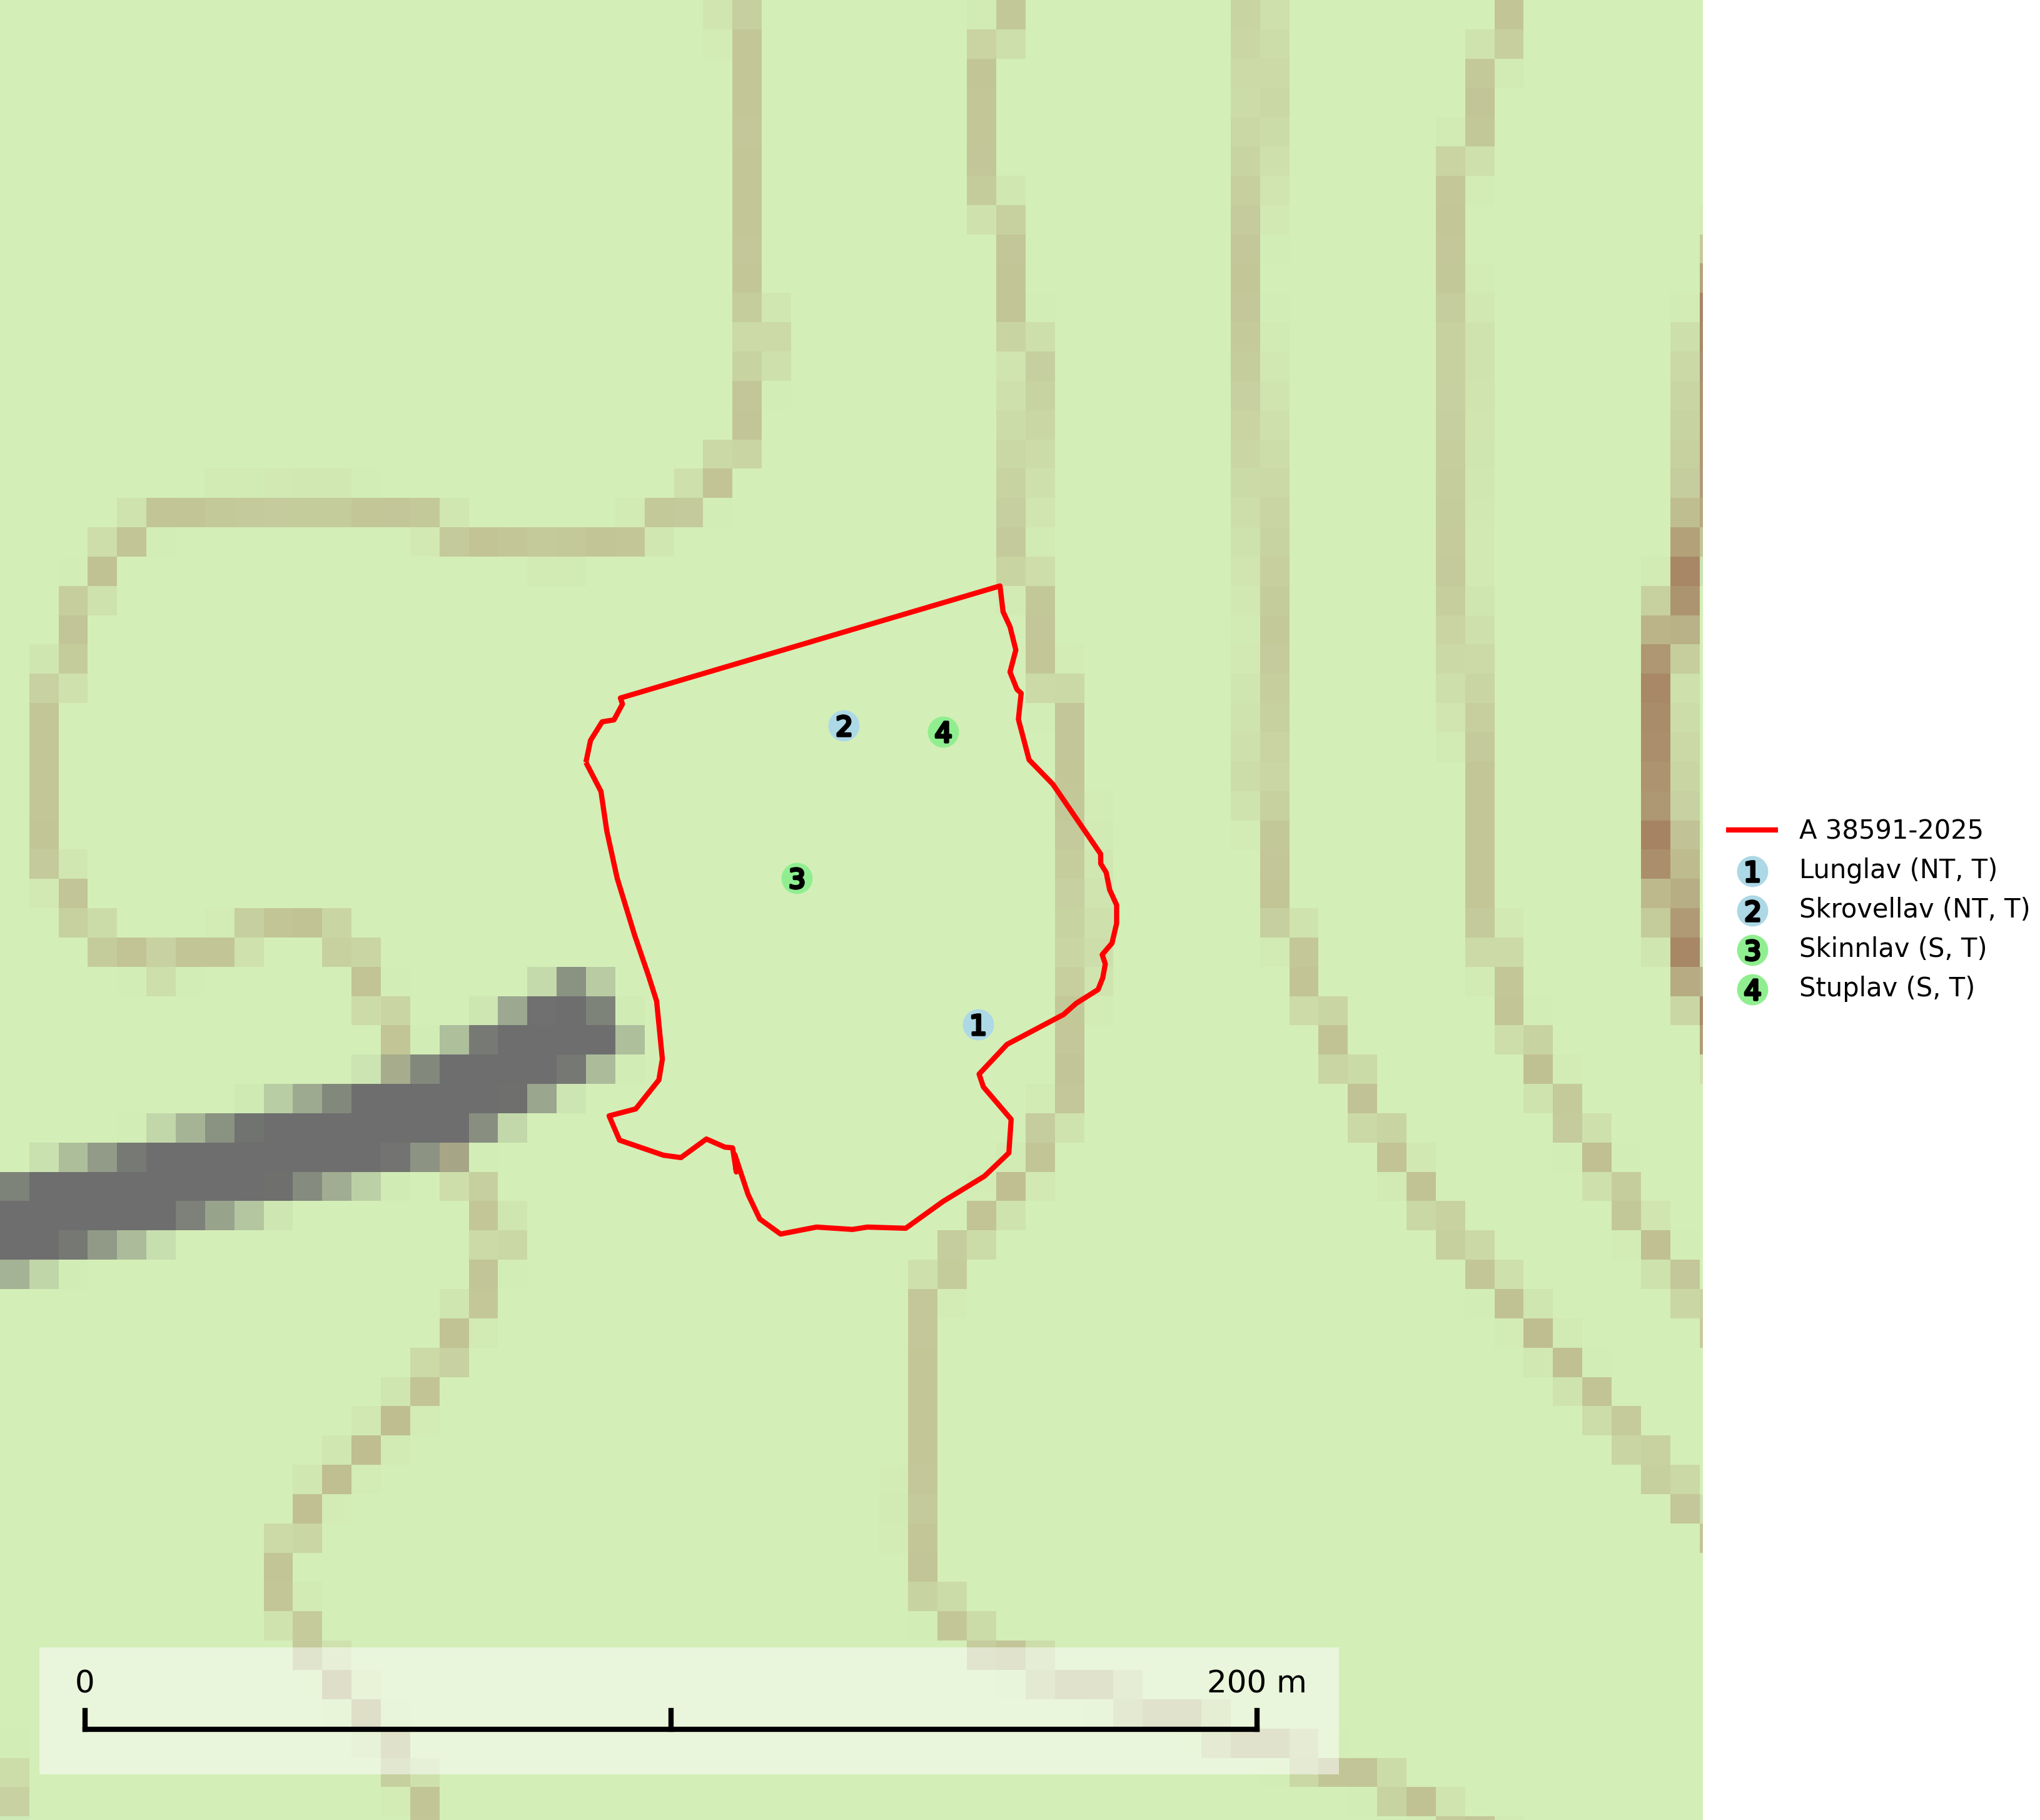 2
4
3
1
A 38591-2025
1 Lunglav (NT, T)
2 Skrovellav (NT, T)
3 Skinnlav (S, T)
4 Stuplav (S, T)
0 200 m